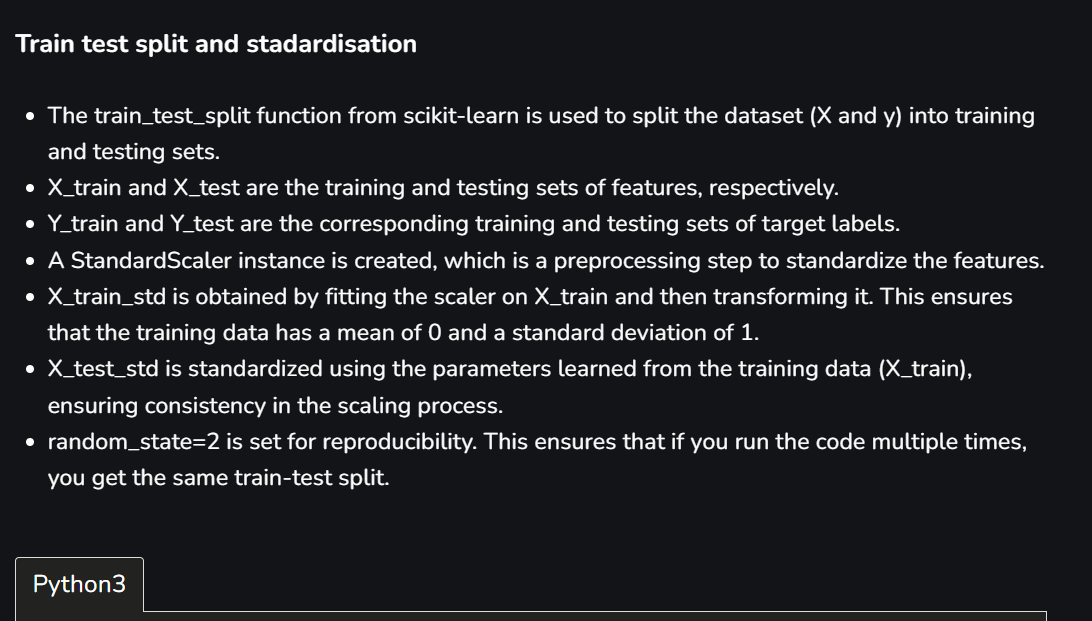 Train test split and stadardisation
• The train_test_split function from scikit-learn is used to split the dataset (X and y) into training
and testing sets.
• X_train and X_test are the training and testing sets of features, respectively.
• Y_train and Y_test are the corresponding training and testing sets of target labels.
• A StandardScaler instance is created, which is a preprocessing step to standardize the features.
• X_train_std is obtained by fitting the scaler on X_train and then transforming it. This ensures
that the training data has a mean of 0 and a standard deviation of 1.
• X_test_std is standardized using the parameters learned from the training data (X_train),
ensuring consistency in the scaling process.
• random_state=2 is set for reproducibility. This ensures that if you run the code multiple times,
you get the same train-test split.
Python3